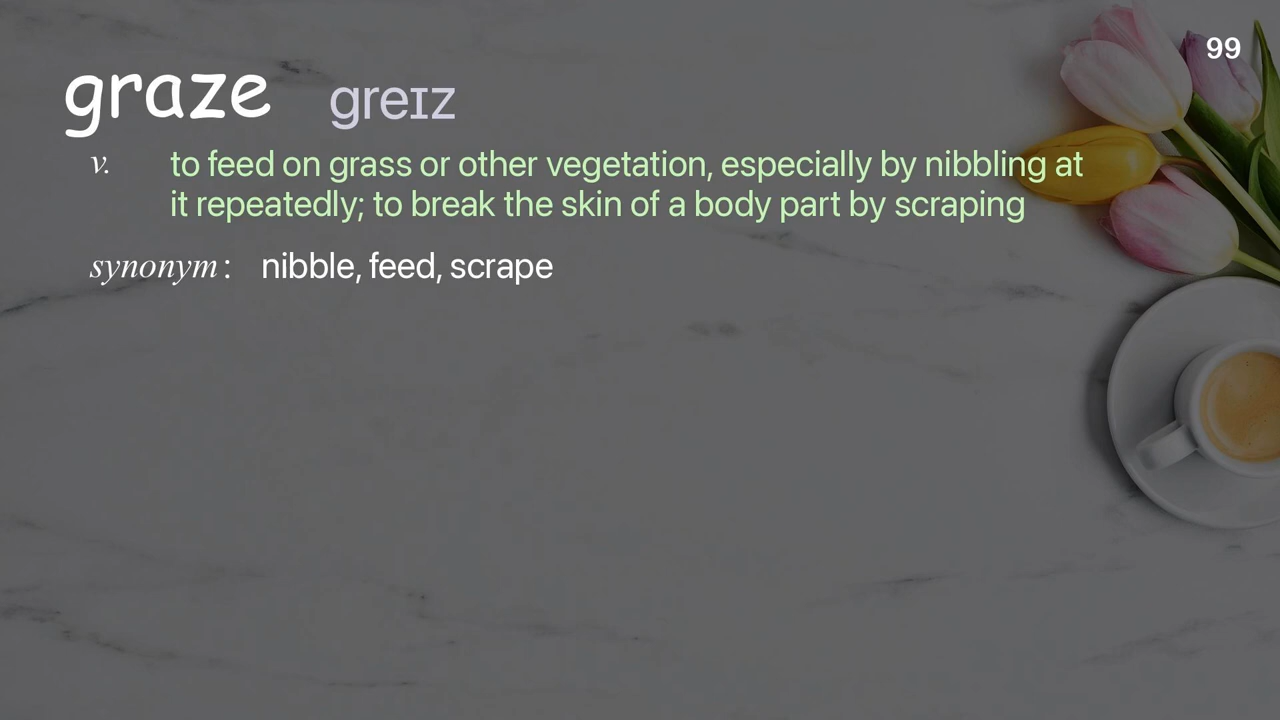 99
graze greɪz
v. to feed on grass or other vegetation, especially by nibbling at
it repeatedly; to break the skin of a body part by scraping
synonym: nibble, feed, scrape